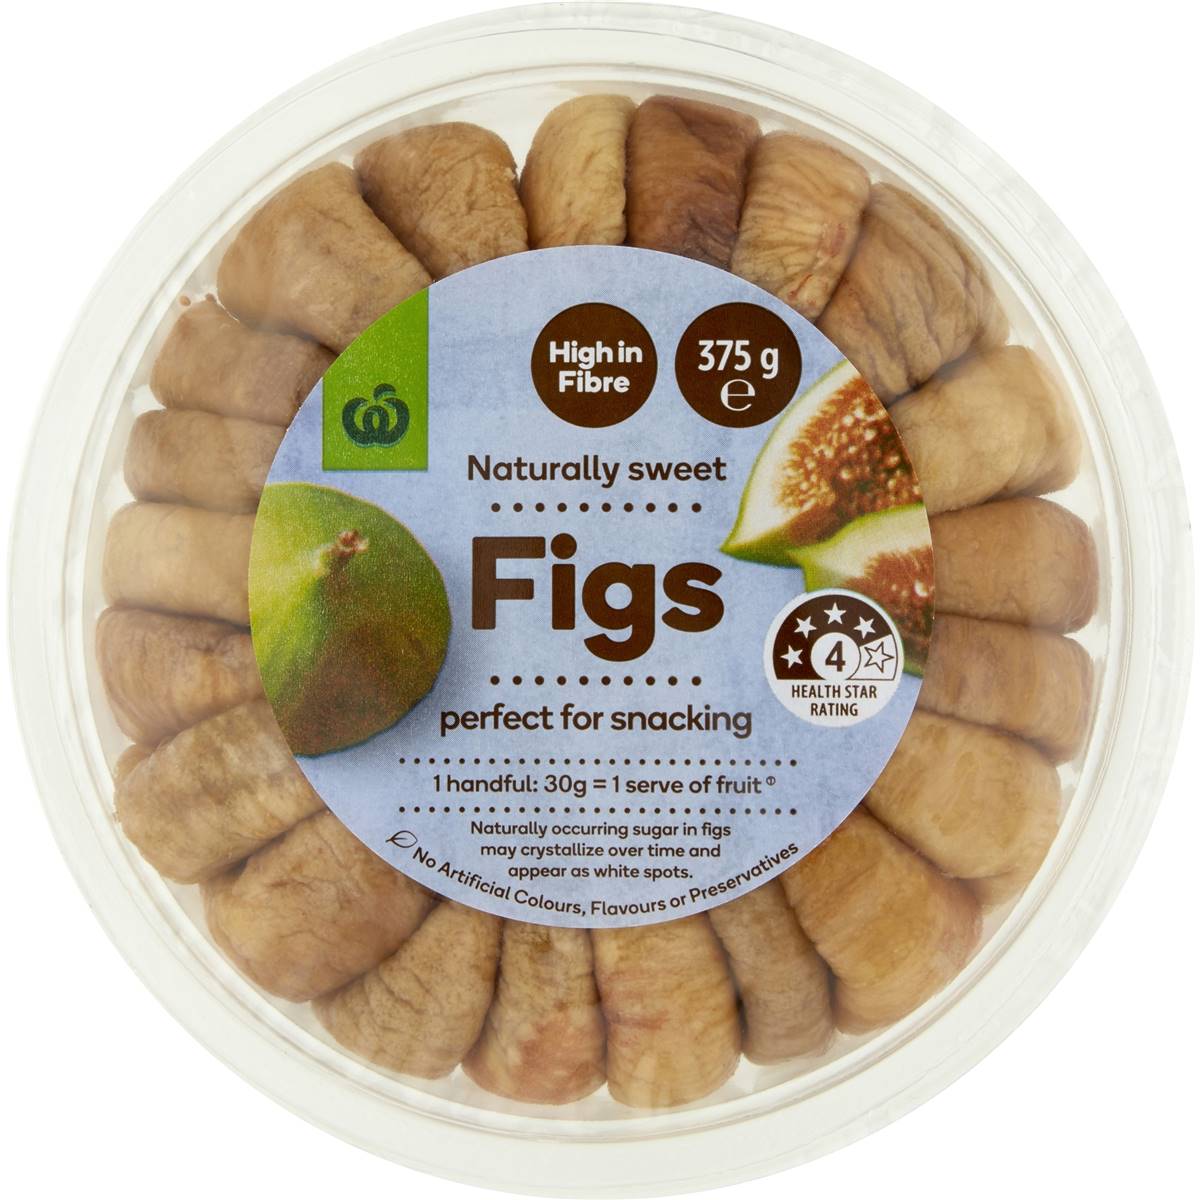 High in
Fibre
375 g
e
Naturally sweet
Figs
4
HEALTH STAR
RATING
perfect for snacking
1 handful: 30g = 1 serve of fruit
Naturally occurring sugar in figs
may crystallize over time and
appear as white spots.
No Artificial Colours, Flavours or Preservatives